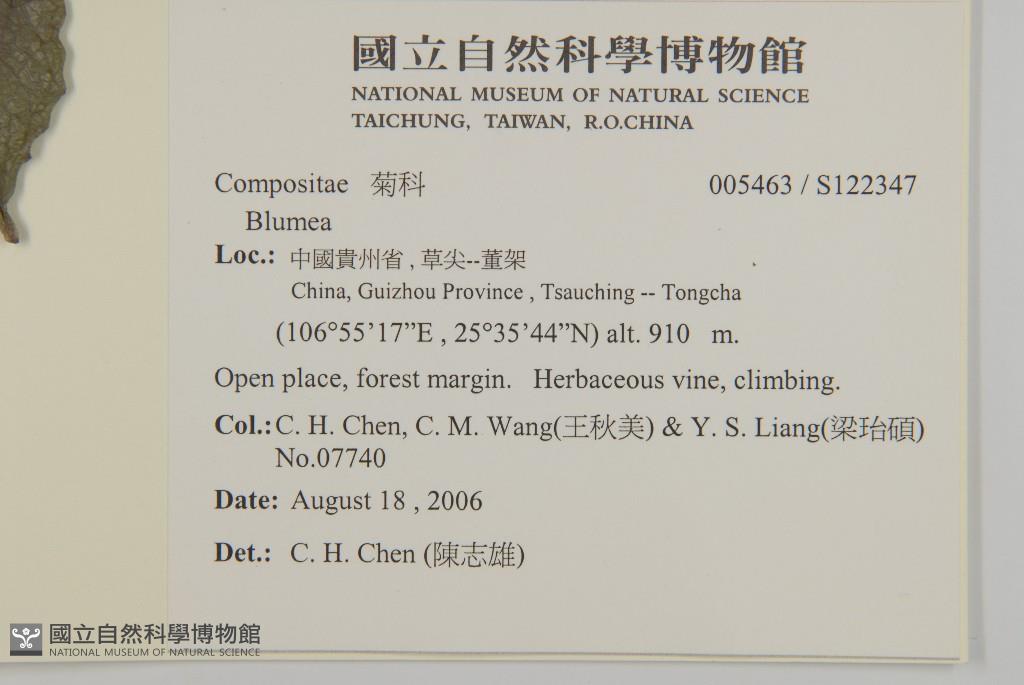 國立自然科學博物館
NATIONAL MUSEUM OF NATURAL SCIENCE
TAICHUNG, TAIWAN, R.O.CHINA
Compositae 菊科 005463 / S122347
Blumea
Loc.: 中國貴州省 , 草尖--董架
China, Guizhou Province , Tsauching -- Tongcha
(106°55’17”E , 25°35’44”N) alt. 910 m.
Open place, forest margin. Herbaceous vine, climbing.
Col.: C. H. Chen, C. M. Wang(王秋美) & Y. S. Liang(梁珆碩)
No.07740
Date: August 18 , 2006
Det.: C. H. Chen (陳志雄)
國立自然科學博物館
NATIONAL MUSEUM OF NATURAL SCIENCE